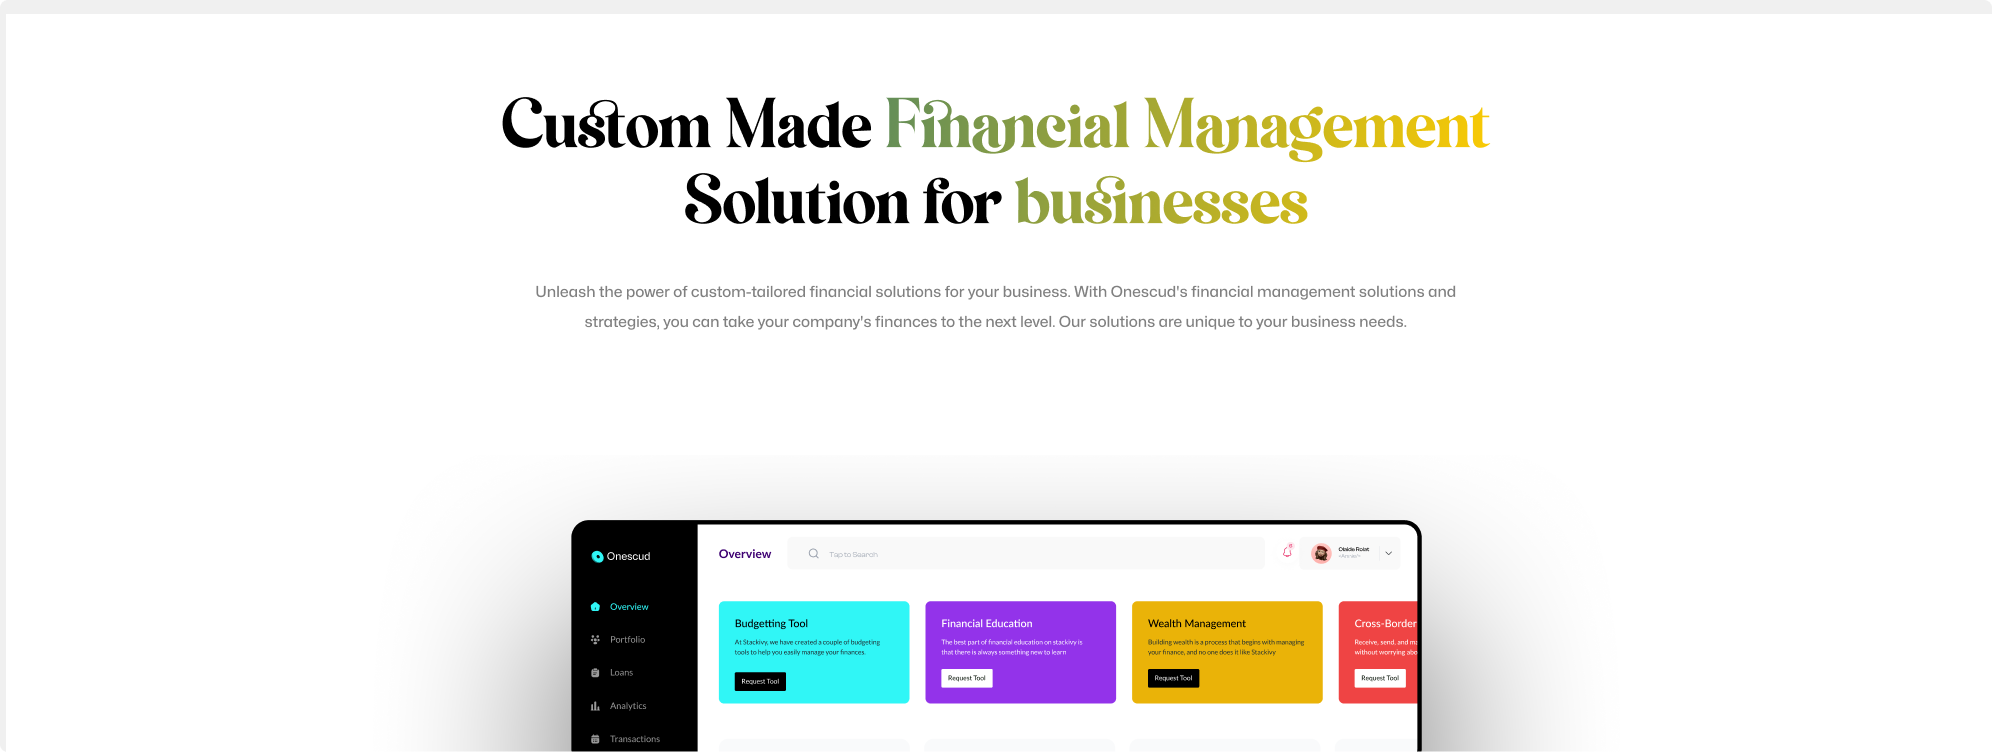 Custom Made Financial Management
Solution for businesses
Unleash the power of custom-tailored financial solutions for your business. With Onescud's financial management solutions and
strategies, you can take your company's finances to the next level. Our solutions are unique to your business needs.
Onescud
Overview
Tap to Search
Olaide Rolat
Overview
Portfolio
Loans
Analytics
Transactions
Budgetting Tool
At Stackivy, we have created a couple of budgeting
tools to help you easily manage your finances.
Request Tool
Financial Education
The best part of financial education on stackivy is
that there is always something new to learn
Request Tool
Wealth Management
Building wealth is a process that begins with managing
your finance, and no one does it like Stackivy
Request Tool
Cross-Border
Receive, send, and ma
without worrying abo
Request Tool